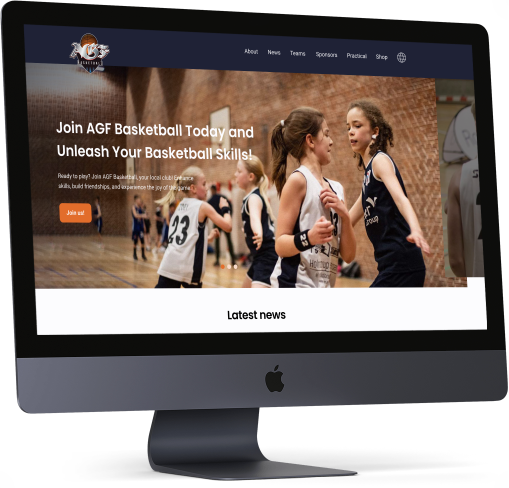 AGF
BASKETBALL
About News Teams Sponsors Practical Shop
Join AGF Basketball Today and
Unleash Your Basketball Skills!
Ready to play? Join AGF Basketball, your local club! Enhance
skills, build friendships, and experience the joy of the game!
Join us!
23
Latest news